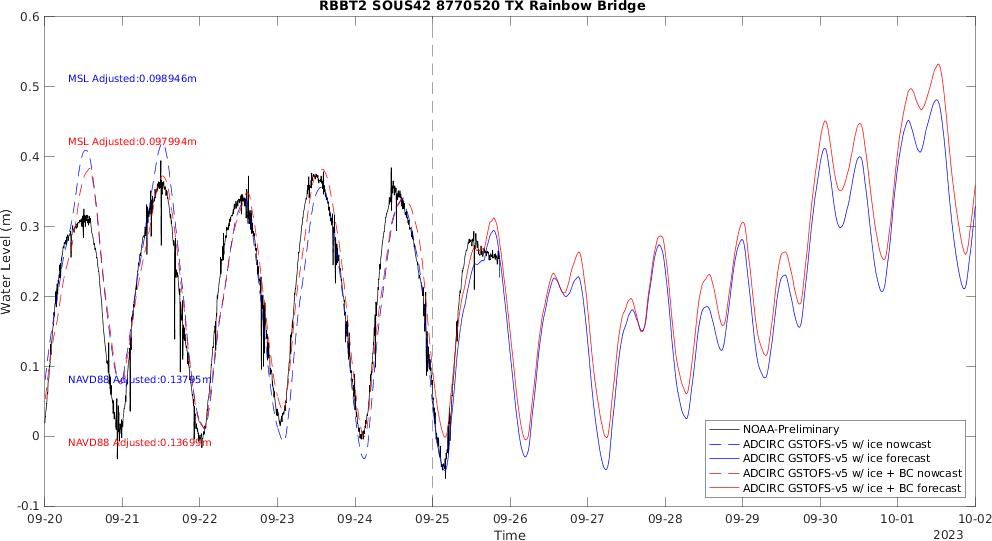 RBBT2 SOUS42 8770520 TX Rainbow Bridge
0.6
0.5
0.4
0.3
0.2
0.1
0
-0.1
Water Level (m)
MSL Adjusted:0.098946m
MSL Adjusted:0.097994m
NAVD88 Adjusted:0.13795m
NAVD88 Adjusted:0.13699m
NOAA-Preliminary
ADCIRC GSTOFS-v5 w/ ice nowcast
ADCIRC GSTOFS-v5 w/ ice forecast
ADCIRC GSTOFS-v5 w/ ice + BC nowcast
ADCIRC GSTOFS-v5 w/ ice + BC forecast
09-20 09-21 09-22 09-23 09-24 09-25 09-26 09-27 09-28 09-29 09-30 10-01 10-02
Time
2023